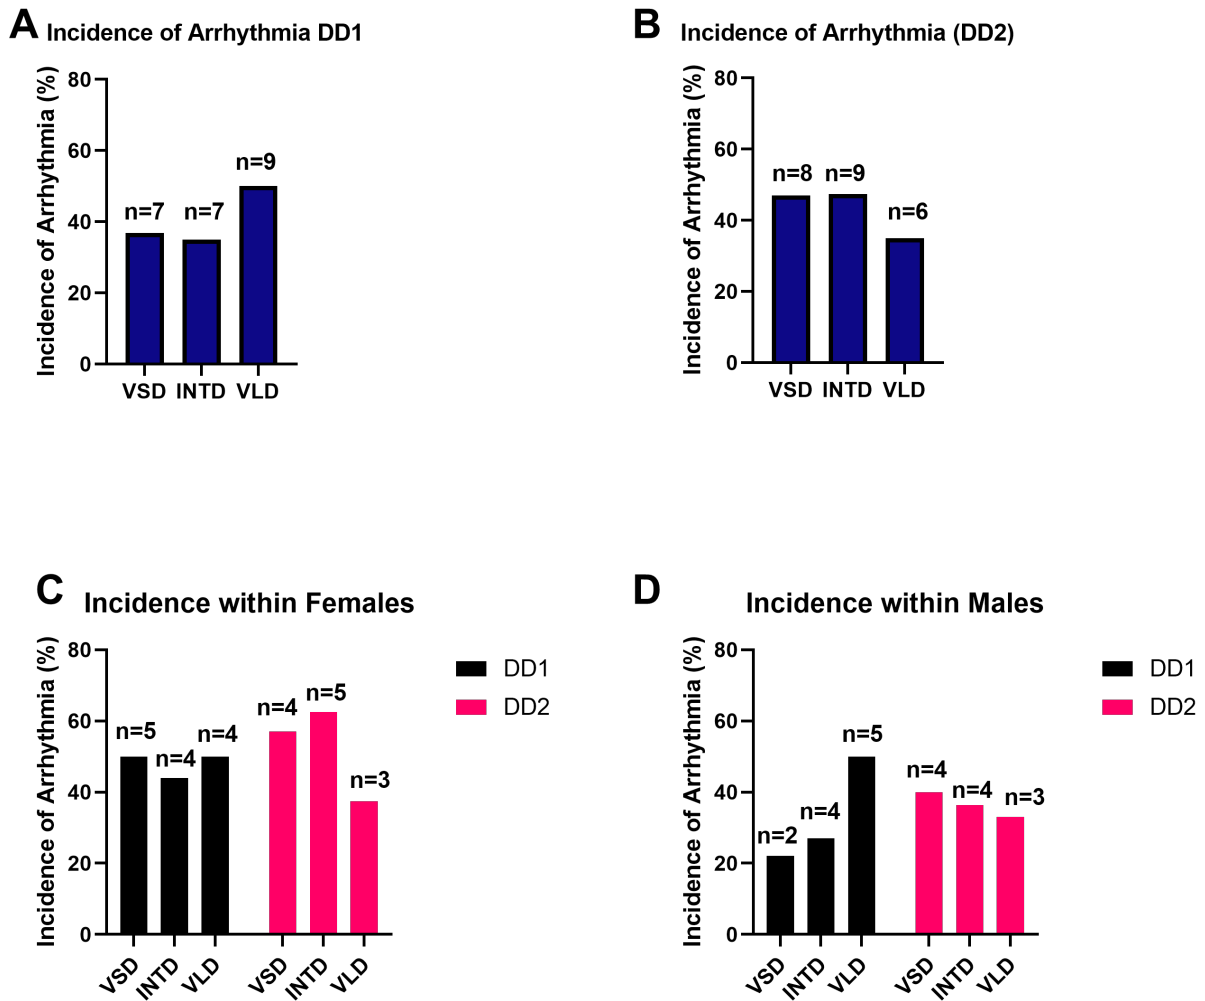 A Incidence of Arrhythmia DD1
Incidence of Arrhythmia (%)
80
60
40
20
0
n=7 n=7 n=9
VSD INTD VLD
B Incidence of Arrhythmia (DD2)
Incidence of Arrhythmia (%)
80
60
40
20
0
n=8 n=9 n=6
VSD INTD VLD
C Incidence within Females
Incidence of Arrhythmia (%)
80
60
40
20
0
n=5 n=4 n=4 n=4 n=5 n=3
VSD INTD VLD VSD INTD VLD
DD1
DD2
D Incidence within Males
Incidence of Arrhythmia (%)
80
60
40
20
0
n=2 n=4 n=5 n=4 n=4 n=3
VSD INTD VLD VSD INTD VLD
DD1
DD2